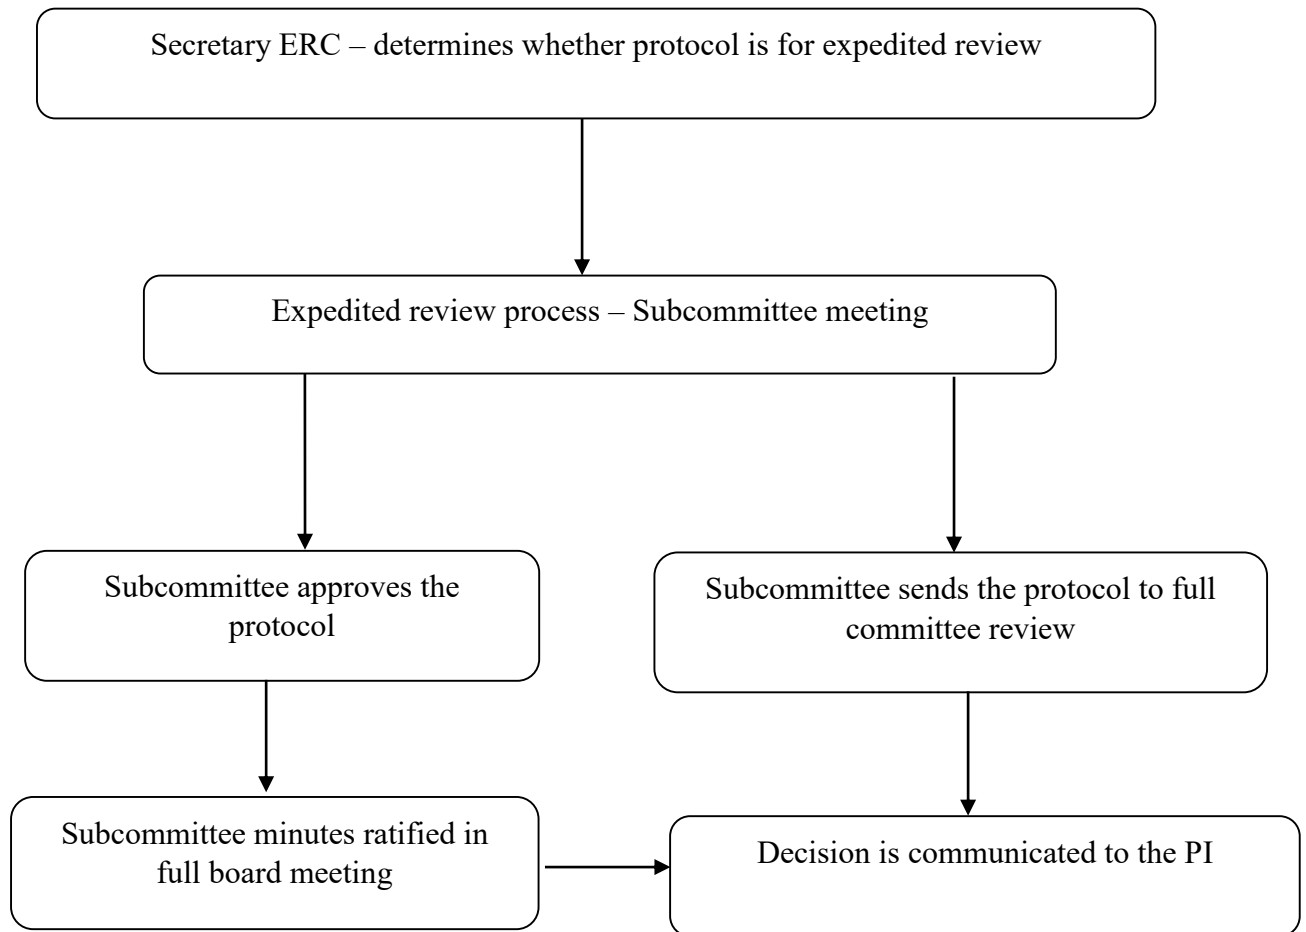 Secretary ERC – determines whether protocol is for expedited review
Expedited review process – Subcommittee meeting
Subcommittee approves the
protocol
Subcommittee sends the protocol to full
committee review
Subcommittee minutes ratified in
full board meeting
Decision is communicated to the PI